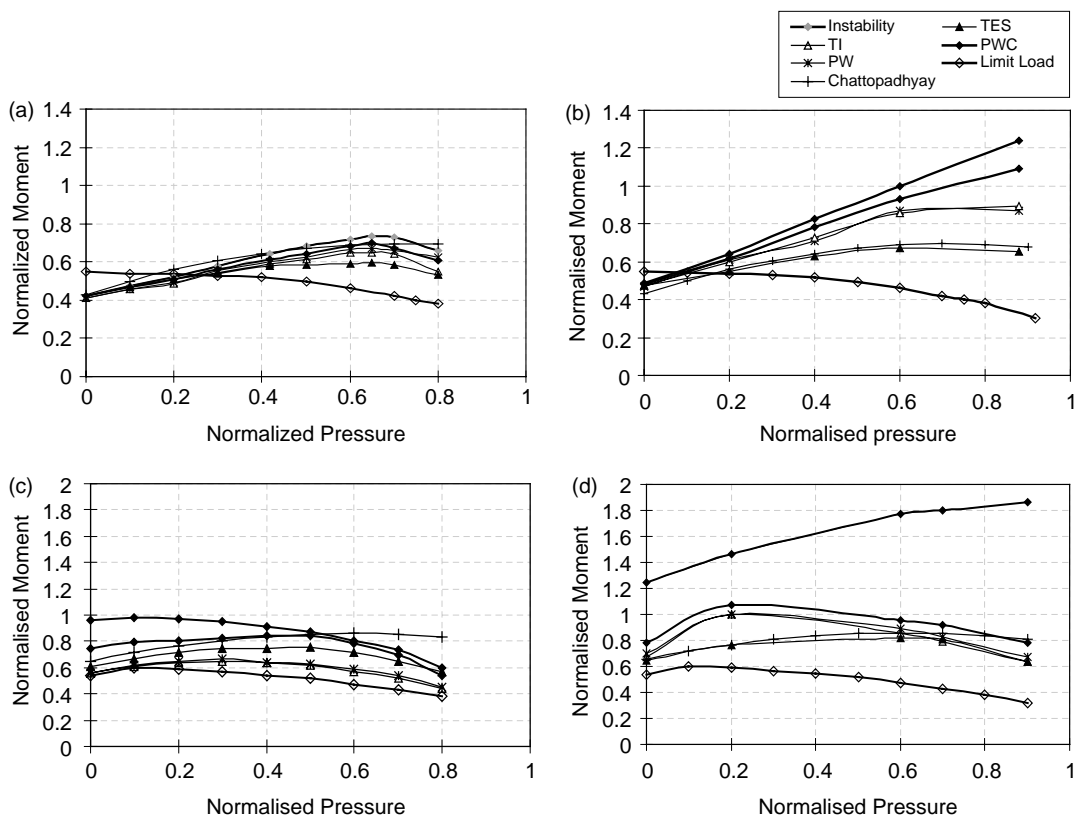 Instability
TES
TI
PWC
PW
Limit Load
Chattopadhyay
(a)
Normalized Moment
1.4
1.2
1
0.8
0.6
0.4
0.2
0
0 0.2 0.4 0.6 0.8 1
Normalized Pressure
(b)
Normalised Moment
1.4
1.2
1
0.8
0.6
0.4
0.2
0
0 0.2 0.4 0.6 0.8 1
Normalised pressure
(c)
Normalised Moment
2
1.8
1.6
1.4
1.2
1
0.8
0.6
0.4
0.2
0
0 0.2 0.4 0.6 0.8 1
Normalised Pressure
(d)
Normalised Moment
2
1.8
1.6
1.4
1.2
1
0.8
0.6
0.4
0.2
0
0 0.2 0.4 0.6 0.8 1
Normalised Pressure